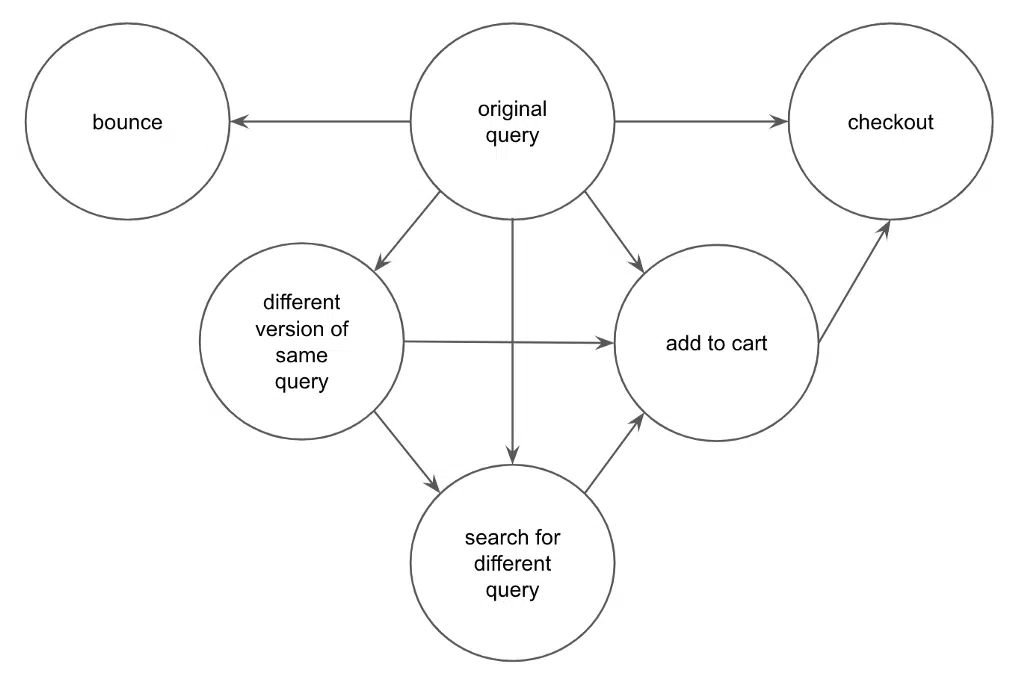 bounce
original
query
checkout
different
version of
same
query
add to cart
search for
different
query